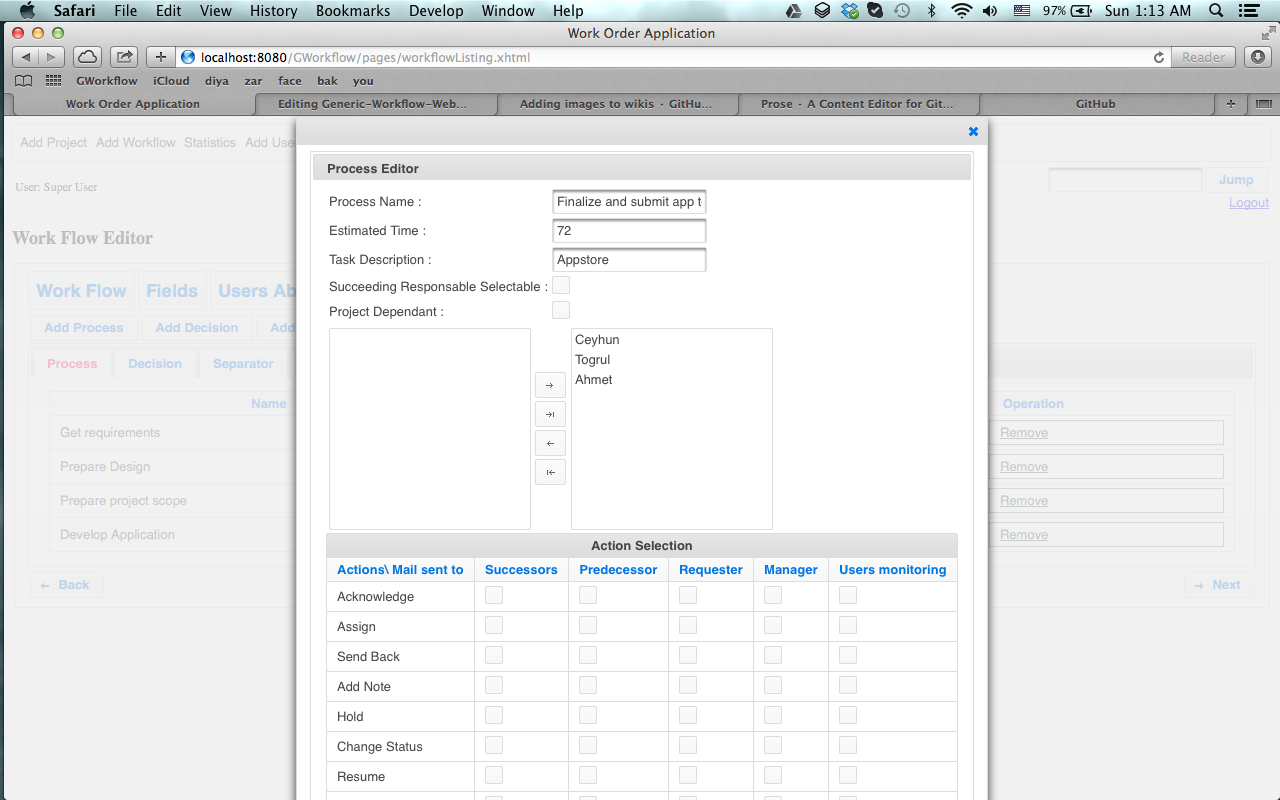 Safari File Edit View History Bookmarks Develop Window Help 97% Sun 1:13 AM
Work Order Application
localhost:8080/GWorkflow/pages/workflowListing.xhtml Reader
GWorkflow iCloud diya zar face bak you
Work Order Application Editing Generic-Workflow-Web... Adding images to wikis · GitHu... Prose · A Content Editor for Git... GitHub
Add Project Add Workflow Statistics Add Use
User: Super User
Jump
Logout
Work Flow Editor
Work Flow Fields Users Ab
Add Process Add Decision Add
Process Decision Separator
Name Operation
Get requirements Remove
Prepare Design Remove
Prepare project scope Remove
Develop Application Remove
Back Next
Process Editor
Process Name : Finalize and submit app t
Estimated Time : 72
Task Description : Appstore
Succeeding Responsable Selectable :
Project Dependant :
Ceyhun
Togrul
Ahmet
Action Selection
Actions\ Mail sent to Successors Predecessor Requester Manager Users monitoring
Acknowledge
Assign
Send Back
Add Note
Hold
Change Status
Resume